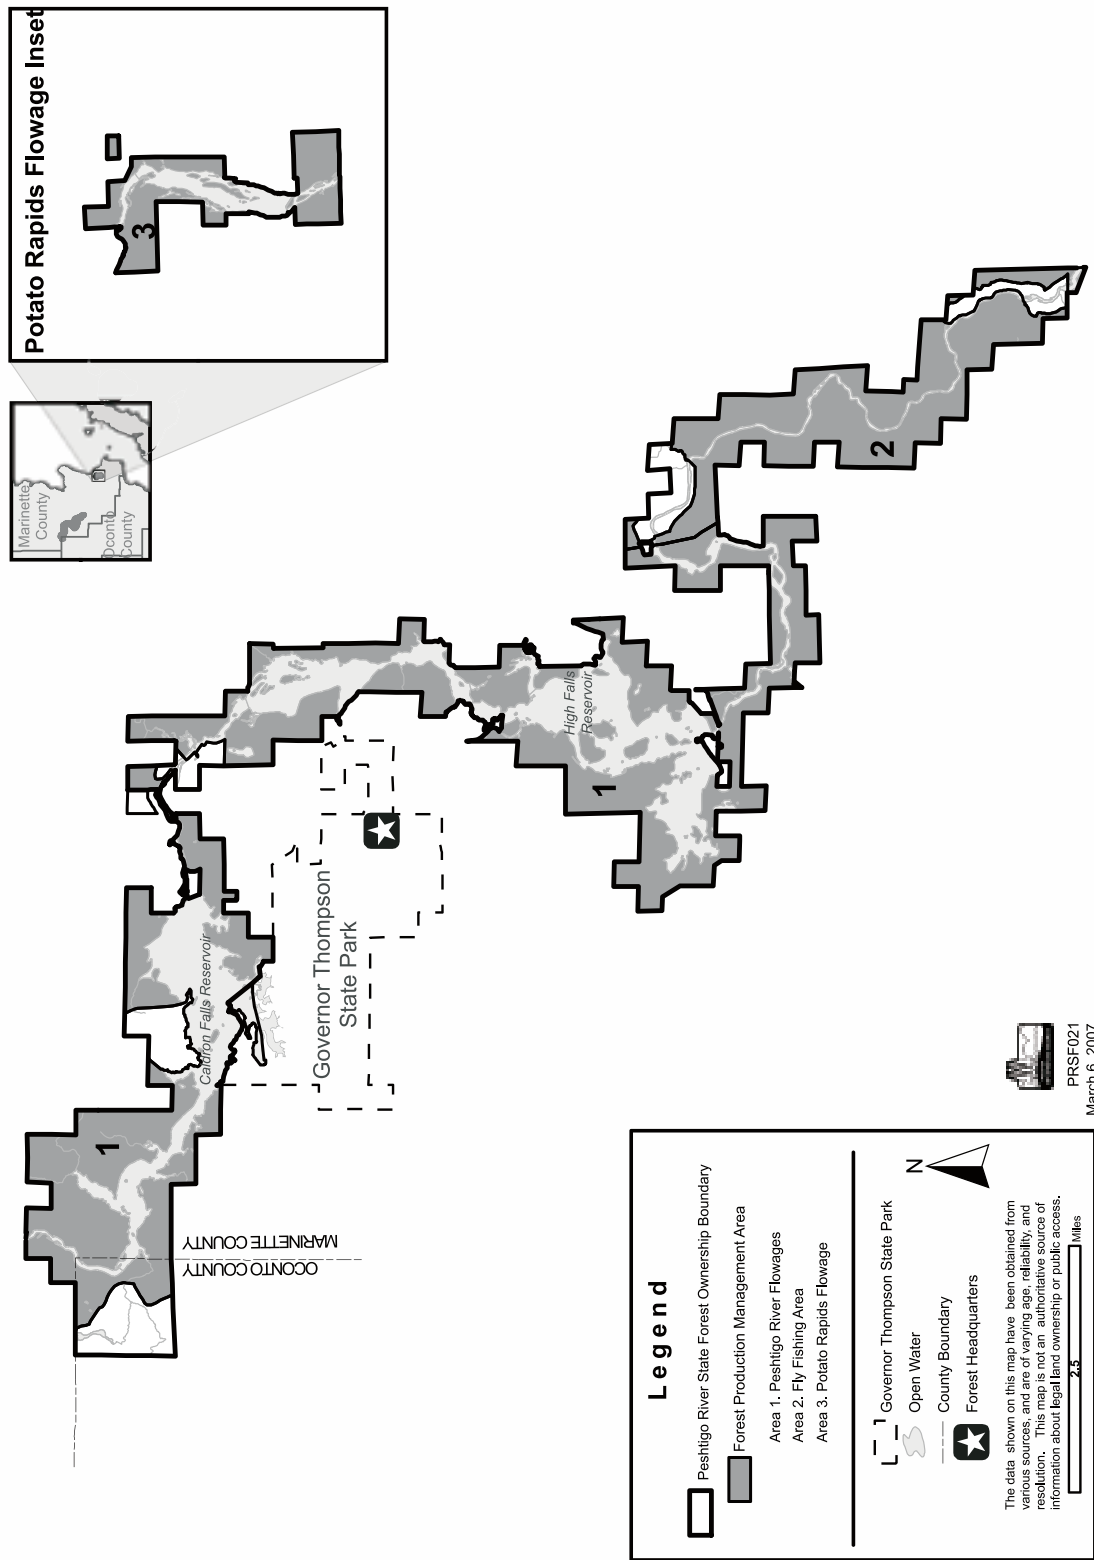 Potato Rapids Flowage Inset
3
Marinette
County
Oconto
County
1
OCONTO COUNTY
MARINETTE COUNTY
Caldron Falls Reservoir
Governor Thompson
State Park
High Falls
Reservoir
1
2
Legend
Peshtigo River State Forest Ownership Boundary
Forest Production Management Area
Area 1. Peshtigo River Flowages
Area 2. Fly Fishing Area
Area 3. Potato Rapids Flowage
Governor Thompson State Park
Open Water
County Boundary
Forest Headquarters
N
The data shown on this map have been obtained from
various sources, and are of varying age, reliability, and
resolution. This map is not an authoritative source of
information about legal land ownership or public access.
2.5
Miles
PRSF021
March 6, 2007